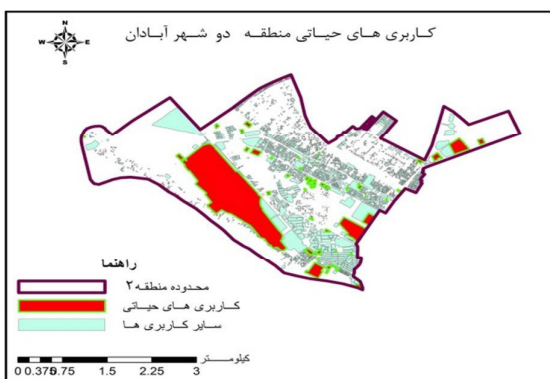 کاربری های حیاتی منطقه دو شهر آبادان
N
W E
S
راهنما
محدوده منطقه۲
کاربری های حیاتی
سایر کاربری ها
کیلومتر
0 0.375 0.75 1.5 2.25 3